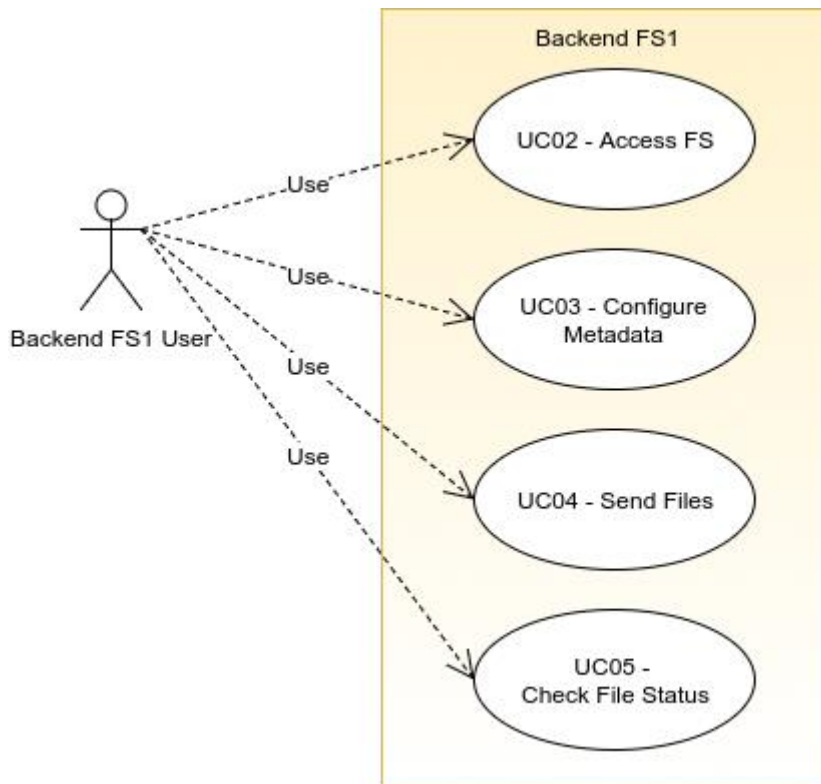 Backend FS1
UC02 - Access FS
Use
Use
UC03 - Configure
Metadata
Backend FS1 User
Use
Use
UC04 - Send Files
UC05 -
Check File Status